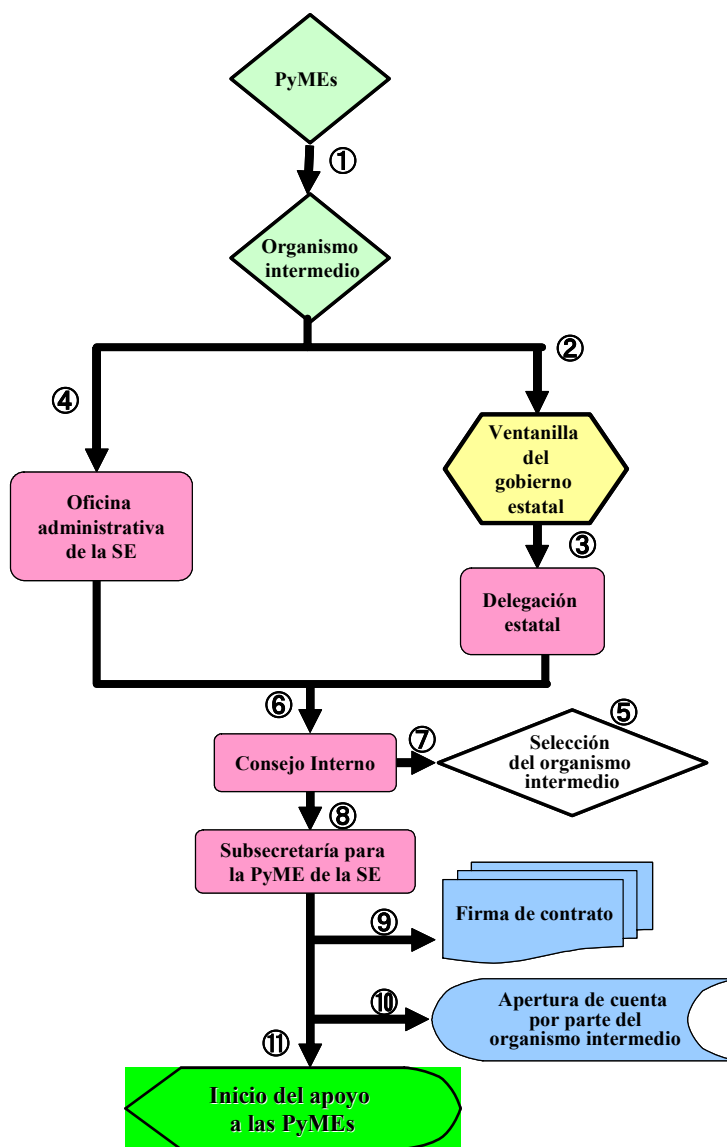 PyMEs
①
Organismo
intermedio
②
④
Ventanilla
del
gobierno
estatal
Oficina
administrativa
de la SE
③
Delegación
estatal
⑥
⑤
⑦
Selección
del organismo
intermedio
Consejo Interno
⑧
Subsecretaría para
la PyME de la SE
Firma de contrato
⑨
⑩
Apertura de cuenta
por parte del
organismo intermedio
⑪
Inicio del apoyo
a las PyMEs